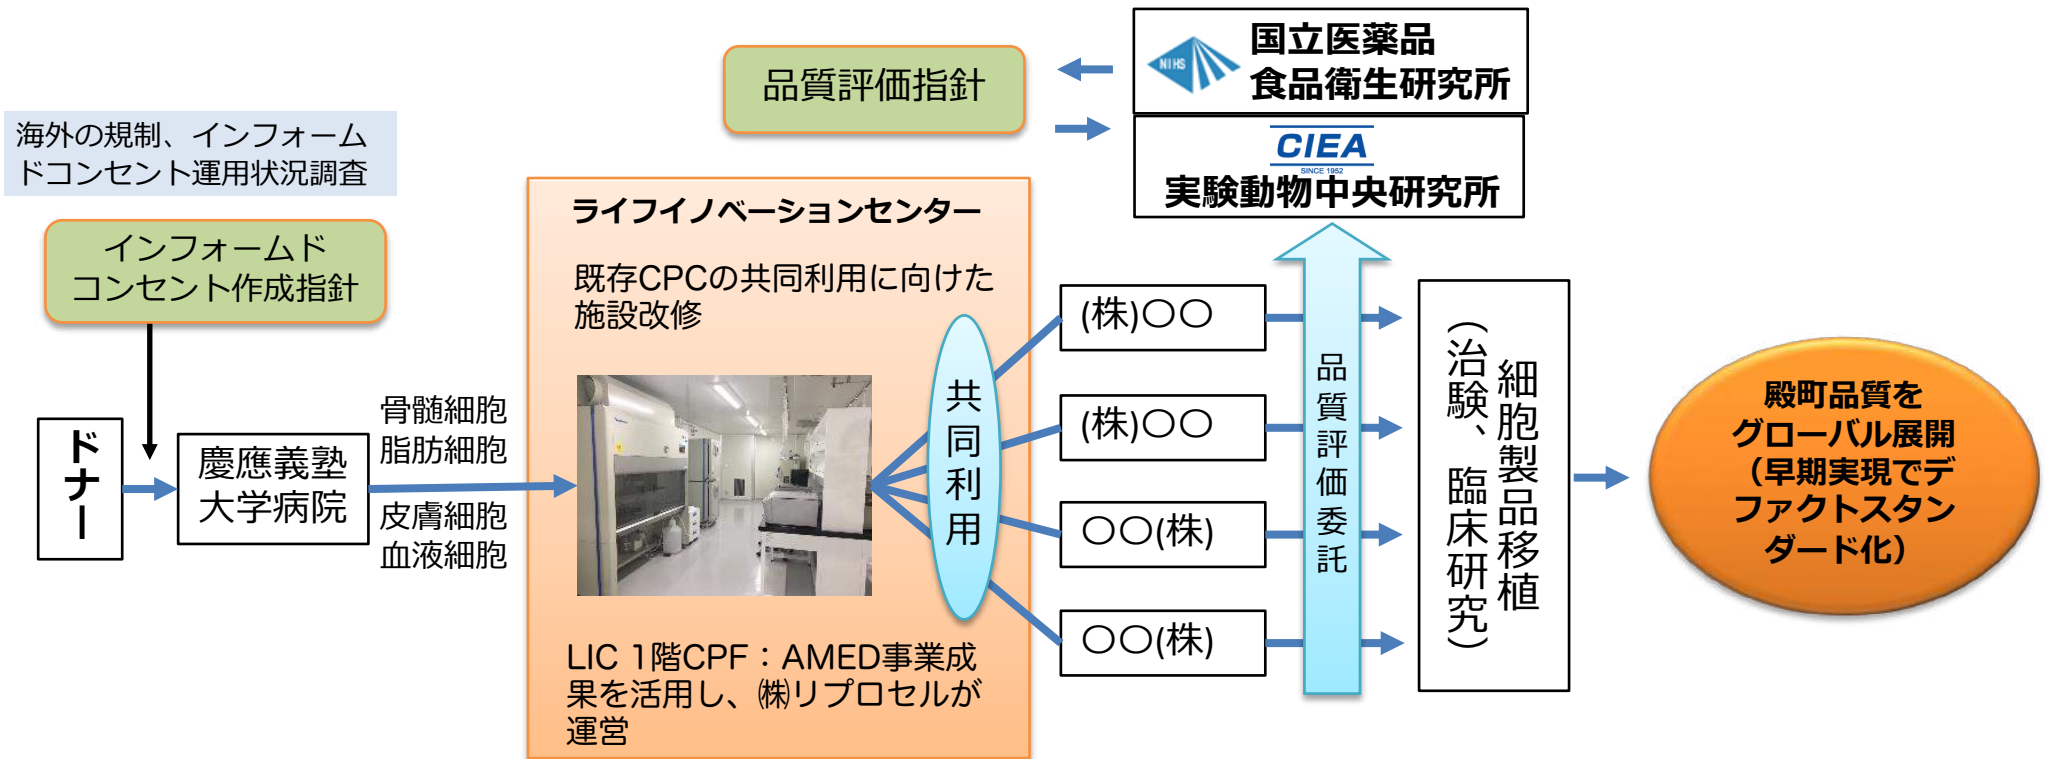 海外の規制、インフォーム
ドコンセント運用状況調査
インフォームド
コンセント作成指針
ドナー
慶應義塾
大学病院
骨髄細胞
脂肪細胞
皮膚細胞
血液細胞
ライフイノベーションセンター
既存CPCの共同利用に向けた
施設改修
共同利用
LIC 1階CPF：AMED事業成
果を活用し、㈱リプロセルが
運営
品質評価指針
NIHS
国立医薬品
食品衛生研究所
CIEA
SINCE 1952
実験動物中央研究所
(株)〇〇
(株)〇〇
〇〇(株)
〇〇(株)
品質評価委託
細胞製品移植
（治験、臨床研究）
殿町品質を
グローバル展開
（早期実現でデ
ファクトスタン
ダード化）